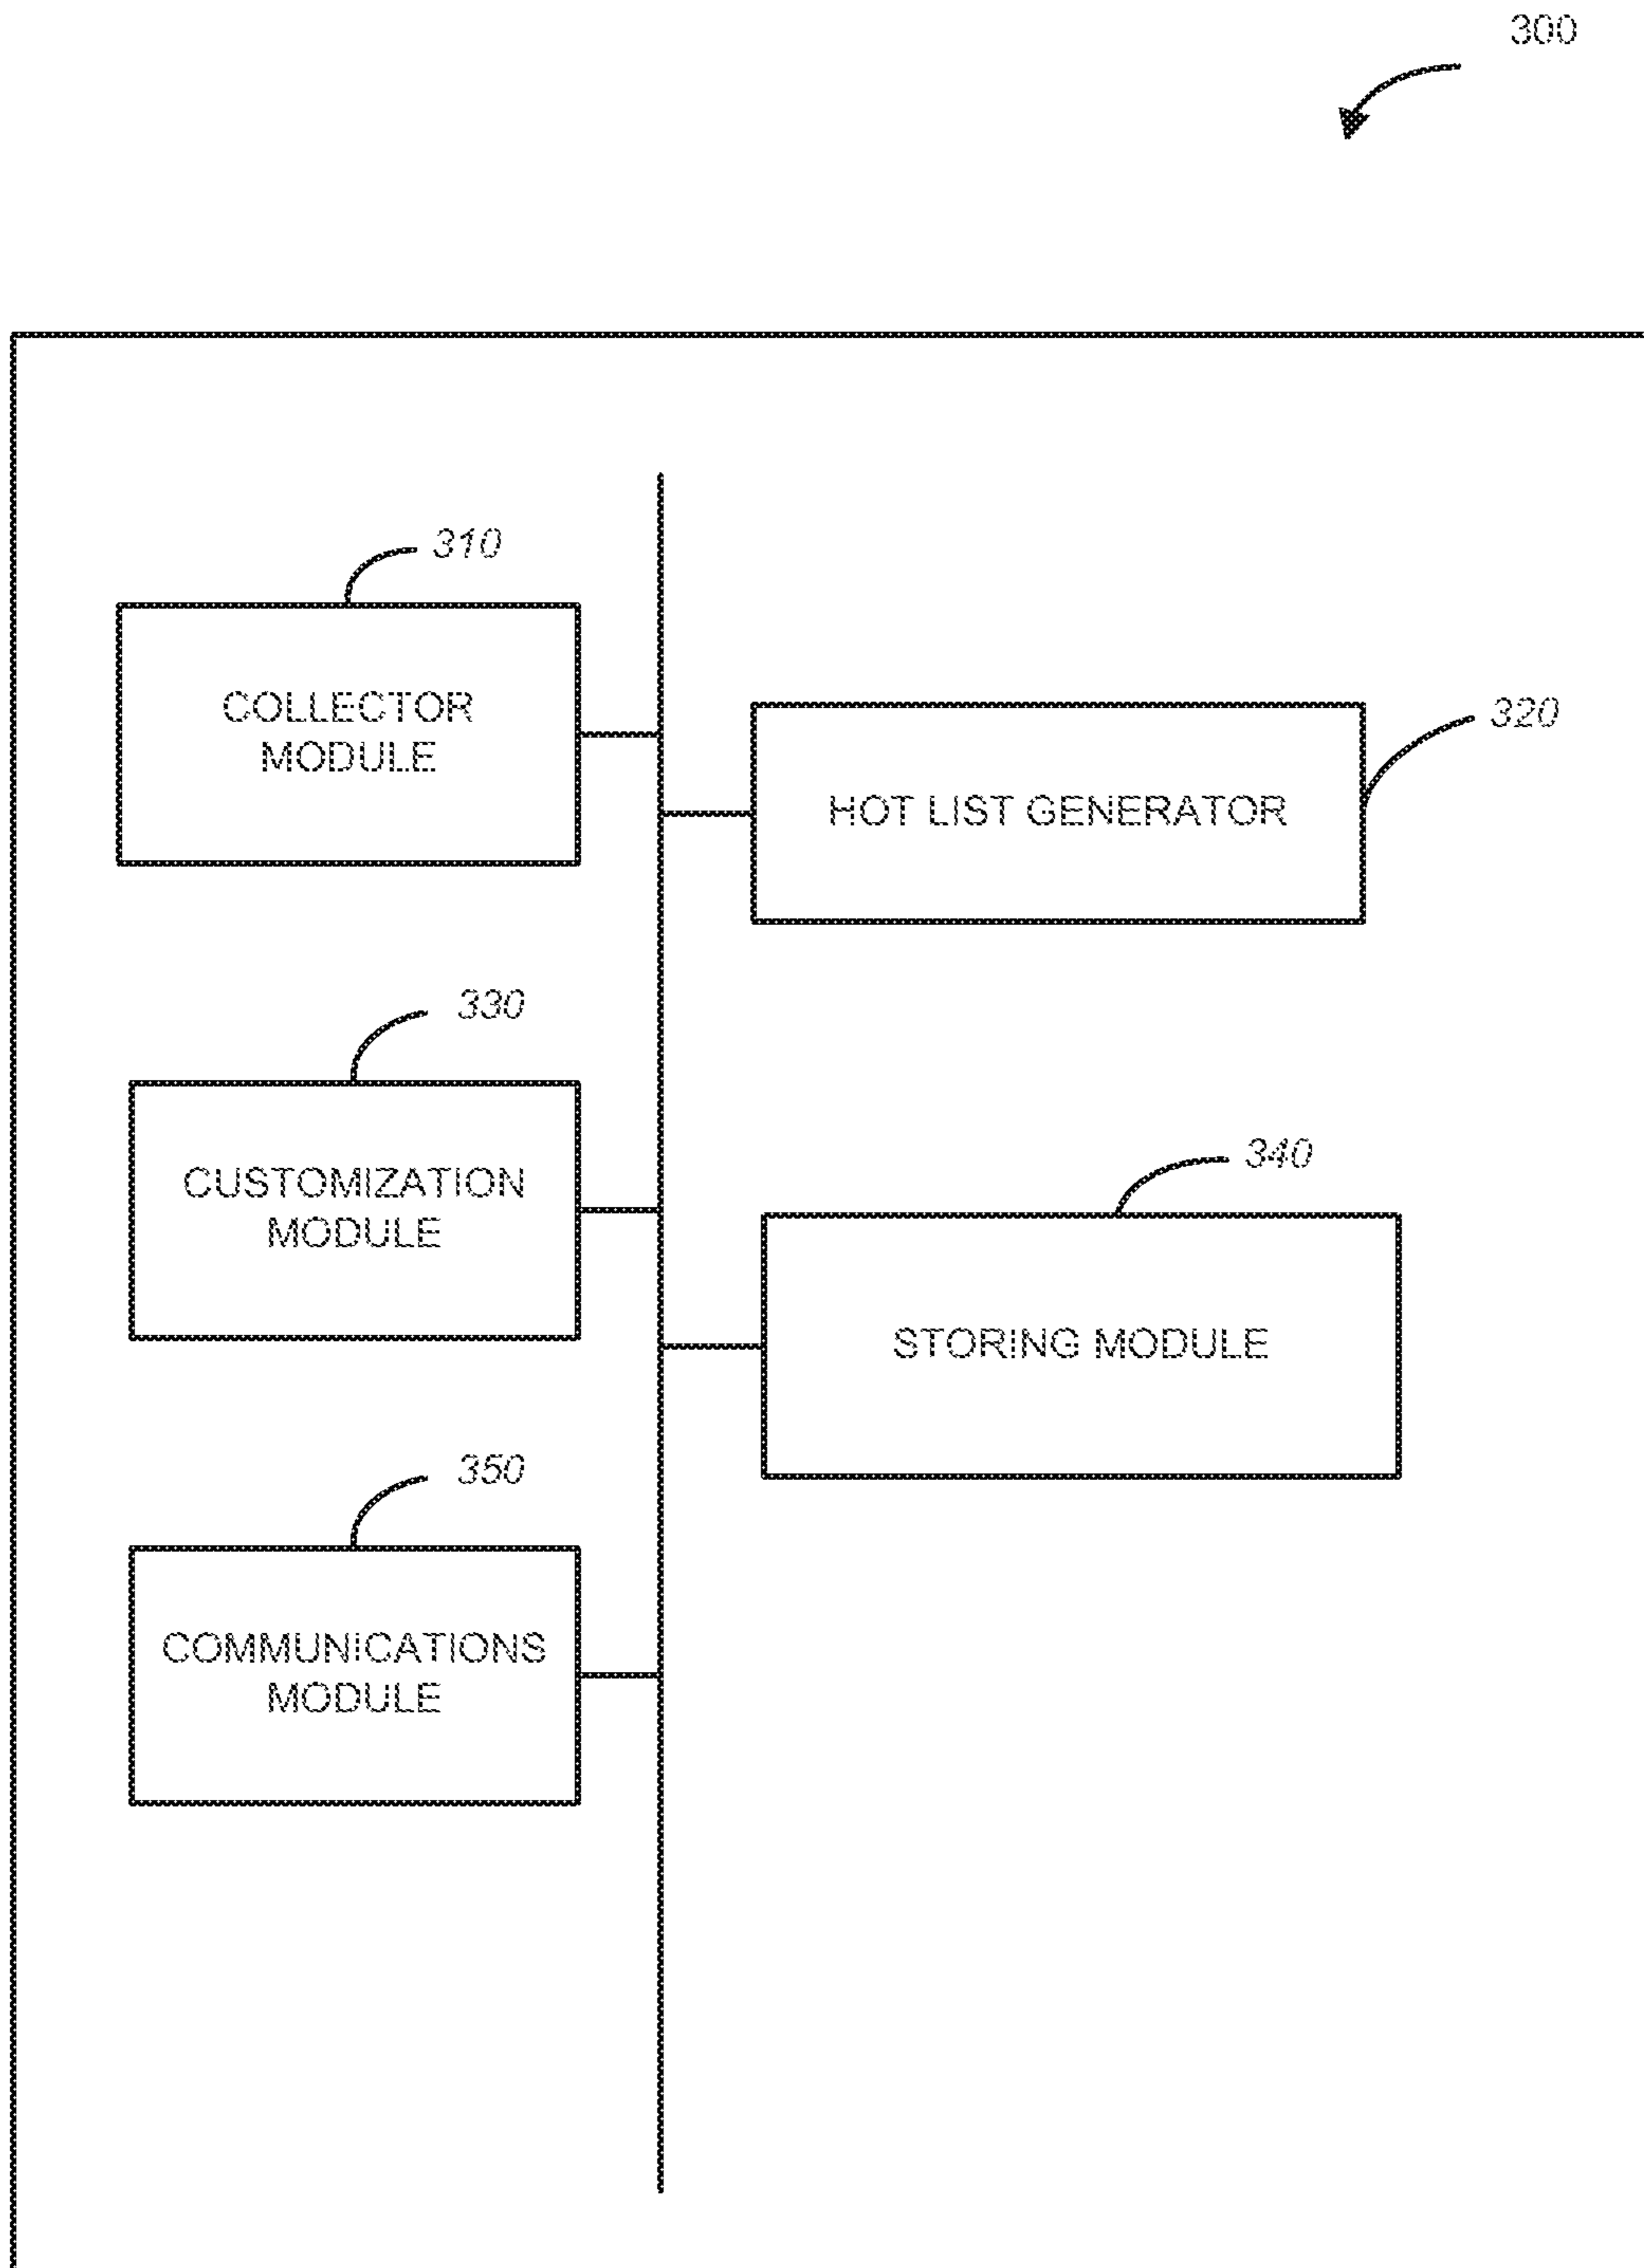 300
310
COLLECTOR
MODULE
320
HOT LIST GENERATOR
330
CUSTOMIZATION
MODULE
340
STORING MODULE
350
COMMUNICATIONS
MODULE